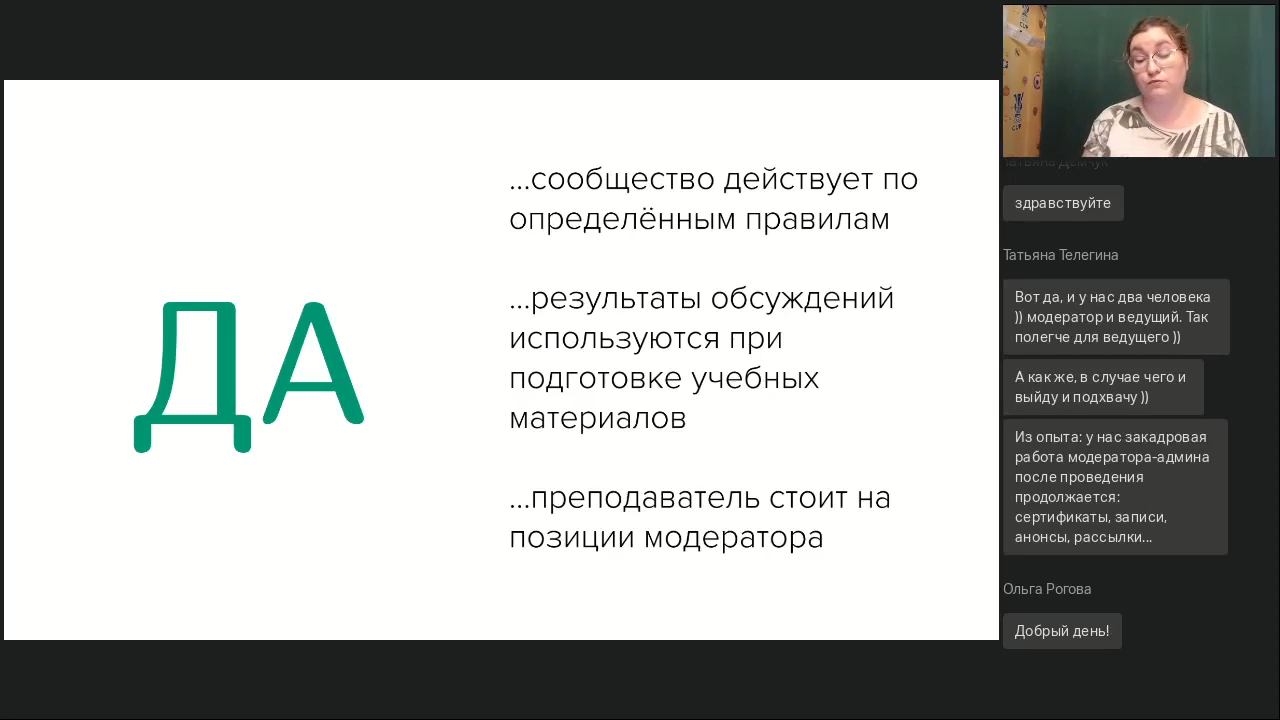 ДА
...сообщество действует по
определённым правилам
...результаты обсуждений
используются при
подготовке учебных
материалов
...преподаватель стоит на
позиции модератора
Татьяна Демчук
здравствуйте
Татьяна Телегина
Вот да, и у нас два человека
)) модератор и ведущий. Так
полегче для ведущего ))
А как же, в случае чего и
выйду и подхвачу ))
Из опыта: у нас закадровая
работа модератора-админа
после проведения
продолжается:
сертификаты, записи,
анонсы, рассылки...
Ольга Рогова
Добрый день!